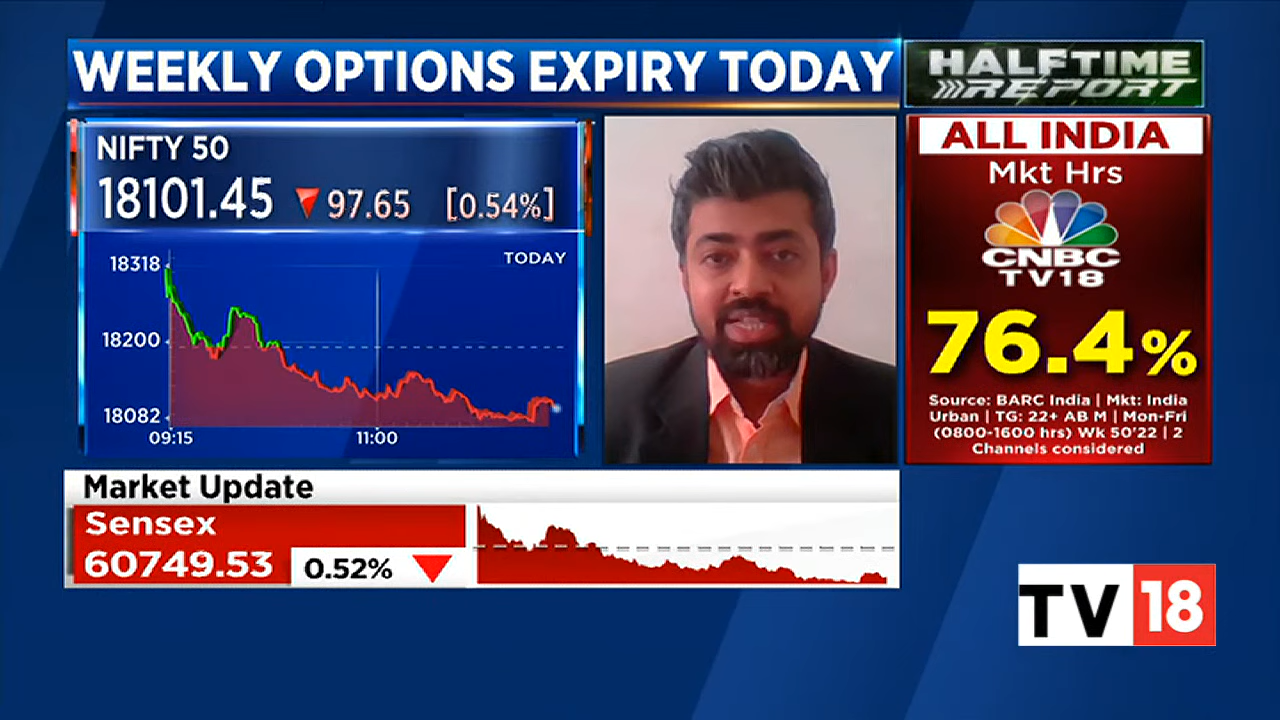 WEEKLY OPTIONS EXPIRY TODAY
HALFTIME
REPORT
NIFTY 50
18101.45 ▼ 97.65 [0.54%]
TODAY
18318
18200
18082
09:15 11:00
ALL INDIA
Mkt Hrs
CNBC
TV18
76.4%
Source: BARC India | Mkt: India
Urban | TG: 22+ AB M | Mon-Fri
(0800-1600 hrs) Wk 50'22 | 2
Channels considered
Market Update
Sensex
60749.53 0.52% ▼
TV18